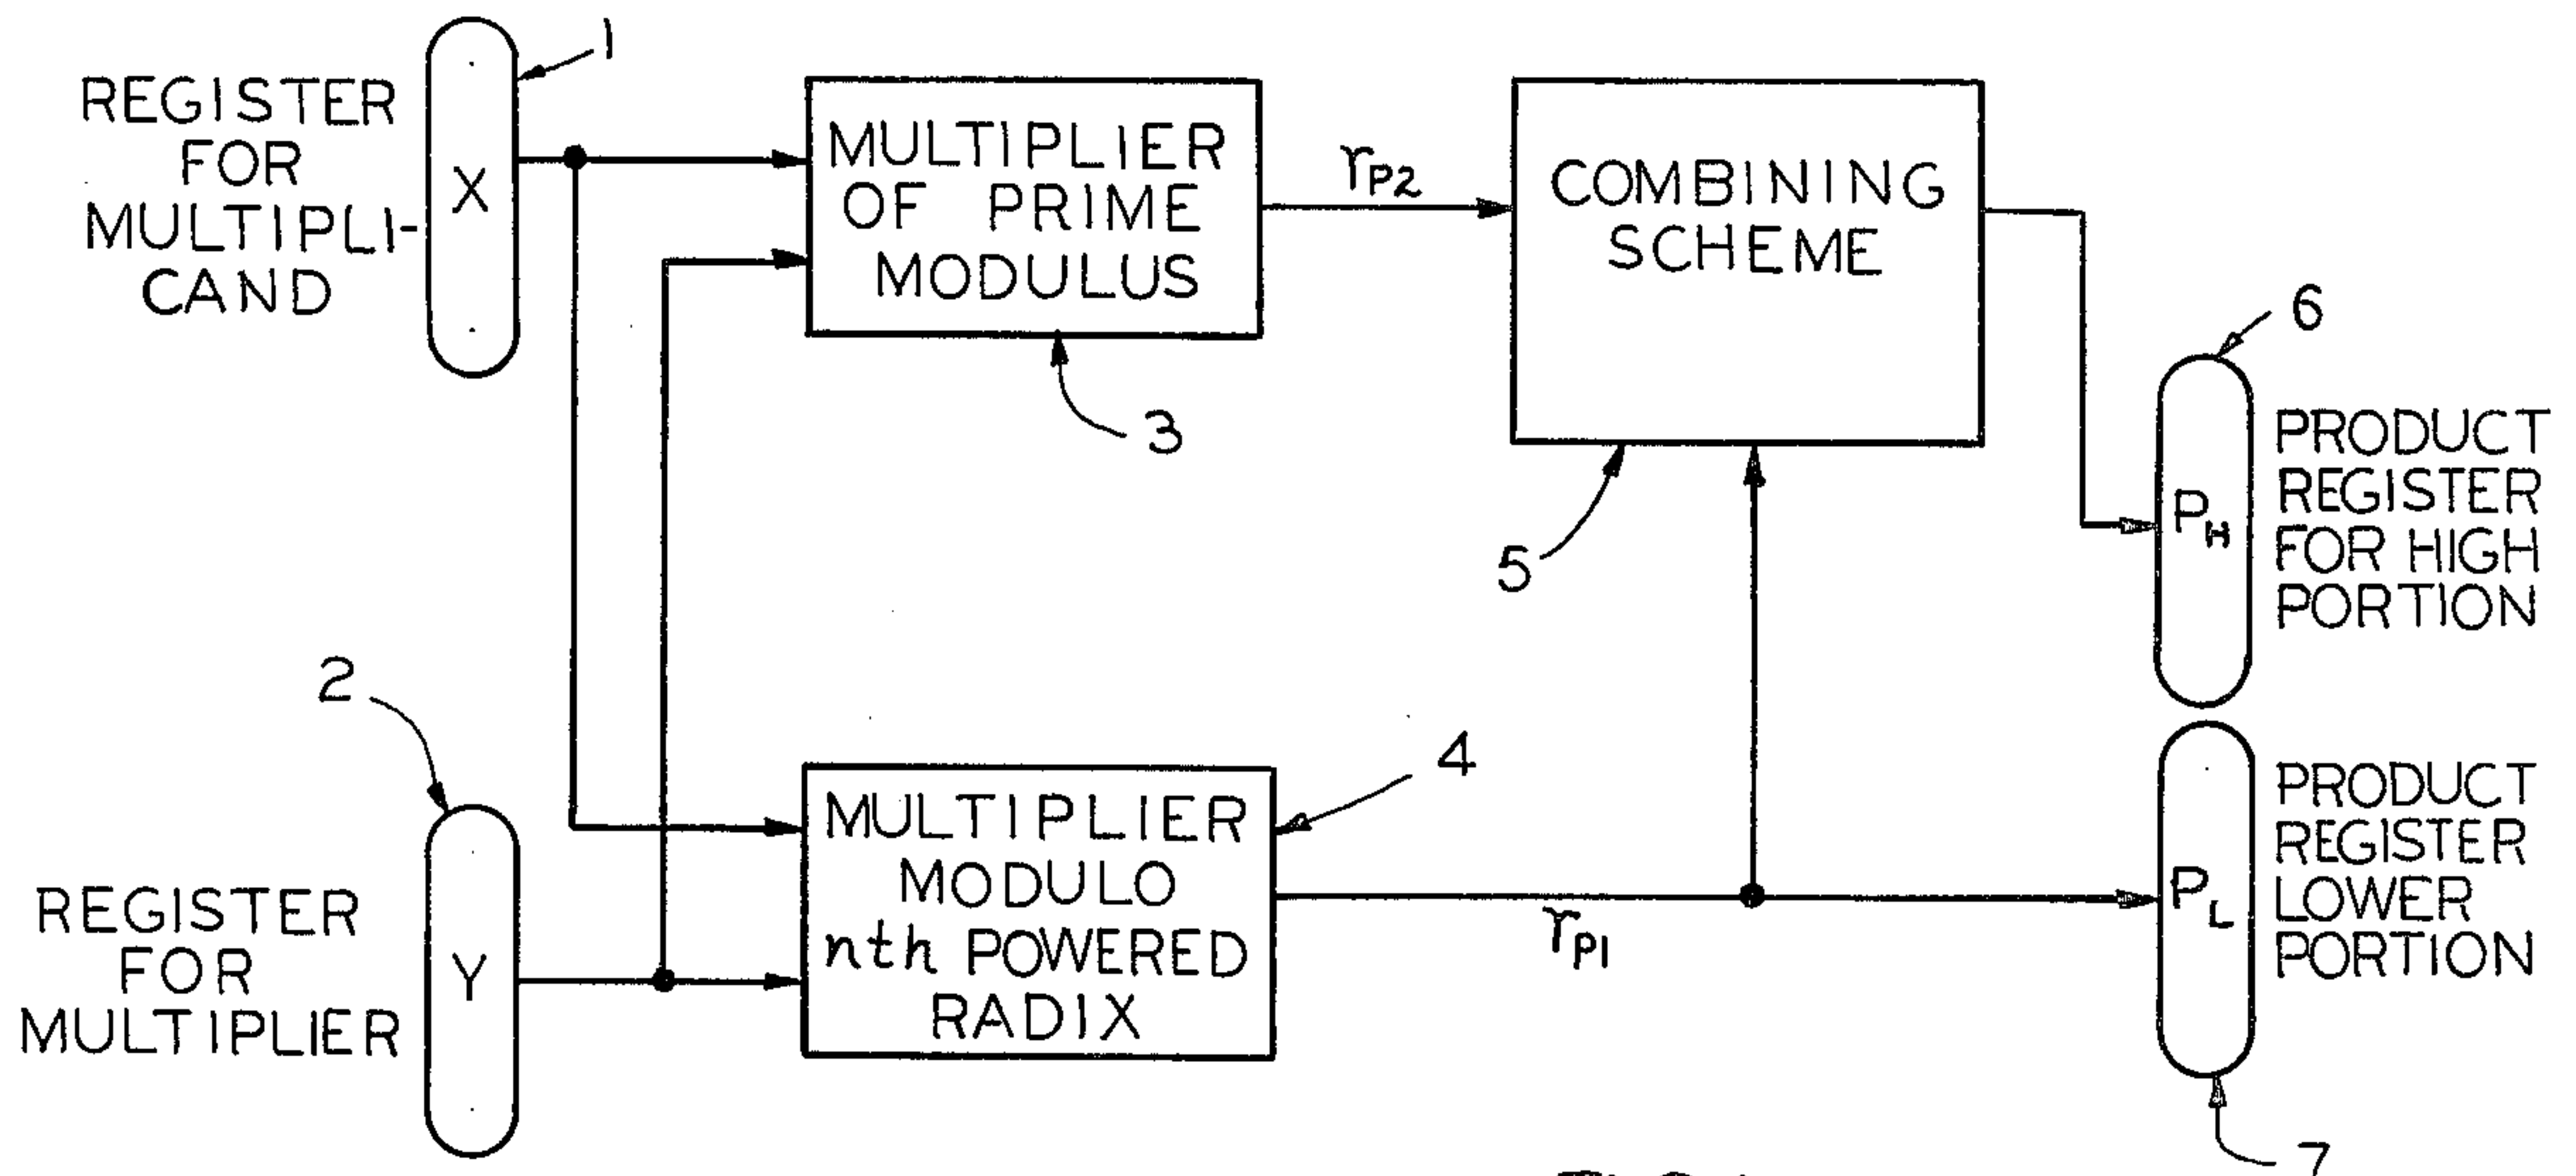 1
REGISTER
FOR
MULTIPLI-
CAND
X
MULTIPLIER
OF PRIME
MODULUS
3
rP2
COMBINING
SCHEME
5
6
PH
PRODUCT
REGISTER
FOR HIGH
PORTION
2
REGISTER
FOR
MULTIPLIER
Y
4
MULTIPLIER
MODULO
nth POWERED
RADIX
rP1
PL
PRODUCT
REGISTER
LOWER
PORTION
7